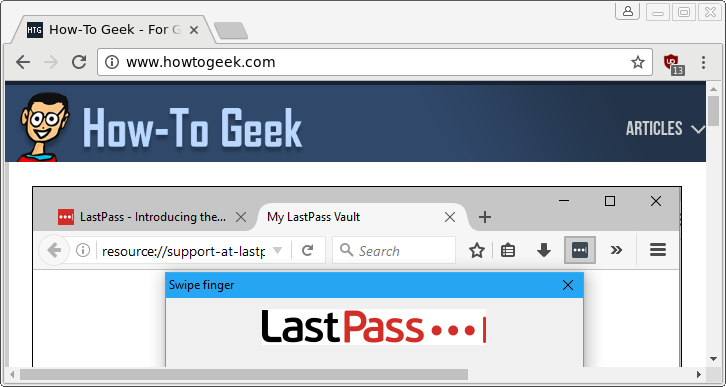 HTG How-To Geek - For G
www.howtogeek.com
13
How-To Geek
ARTICLES
LastPass - Introducing the...
My LastPass Vault
resource://support-at-lastp
Search
Swipe finger
LastPass